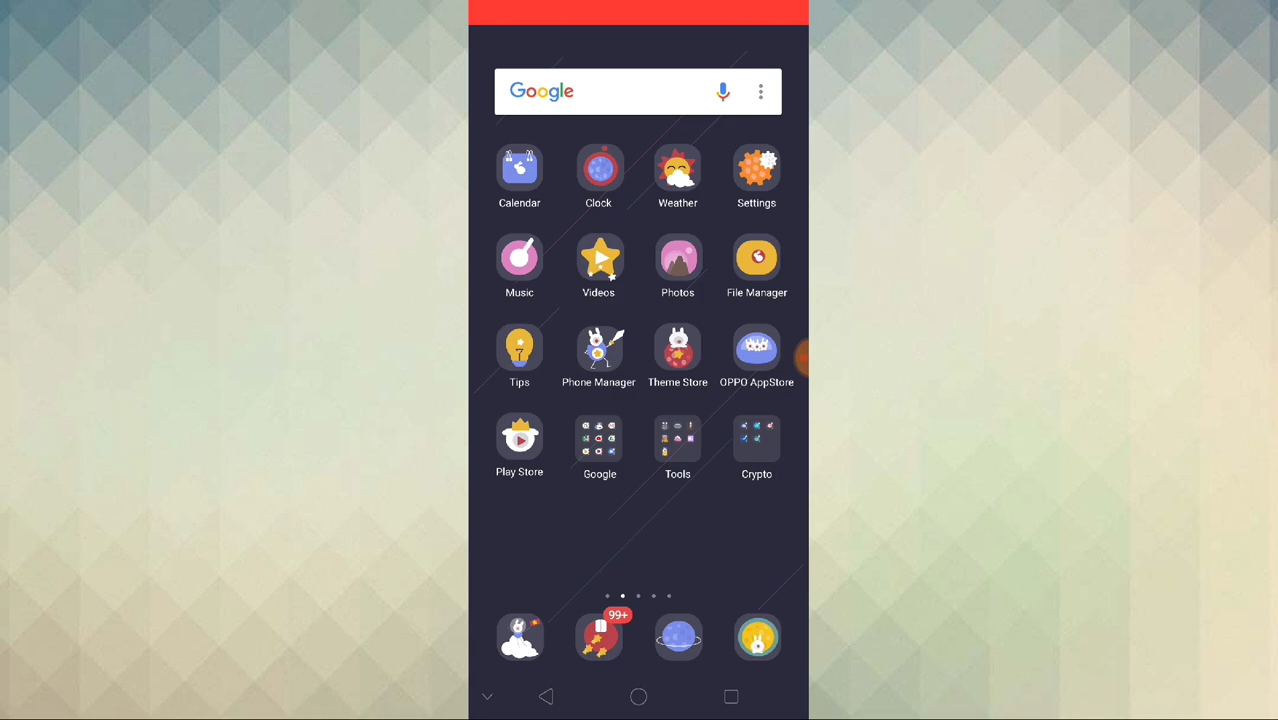 Google
Calendar Clock Weather Settings
Music Videos Photos File Manager
7
Tips Phone Manager Theme Store OPPO AppStore
Play Store Google Tools Crypto
99+